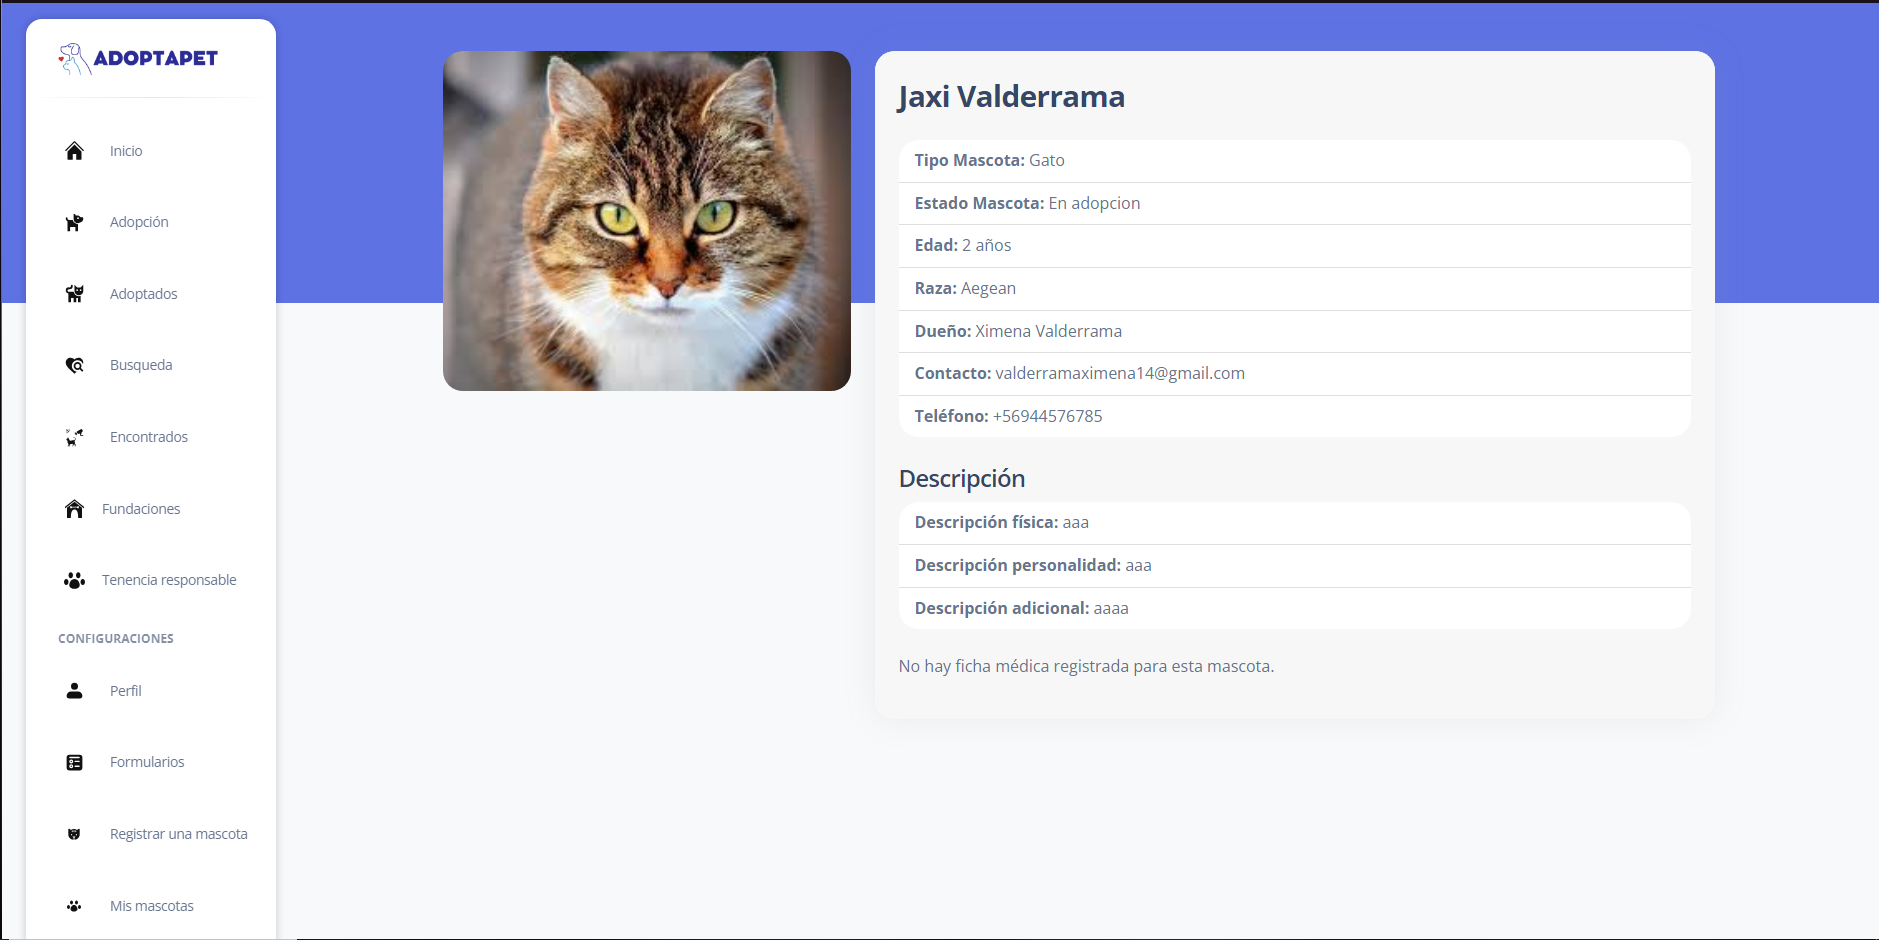 ADOPTAPET
Inicio
Adopción
Adoptados
Busqueda
Encontrados
Fundaciones
Tenencia responsable
CONFIGURACIONES
Perfil
Formularios
Registrar una mascota
Mis mascotas
Jaxi Valderrama
Tipo Mascota: Gato
Estado Mascota: En adopcion
Edad: 2 años
Raza: Aegean
Dueño: Ximena Valderrama
Contacto: valderramaximena14@gmail.com
Teléfono: +56944576785
Descripción
Descripción física: aaa
Descripción personalidad: aaa
Descripción adicional: aaaa
No hay ficha médica registrada para esta mascota.